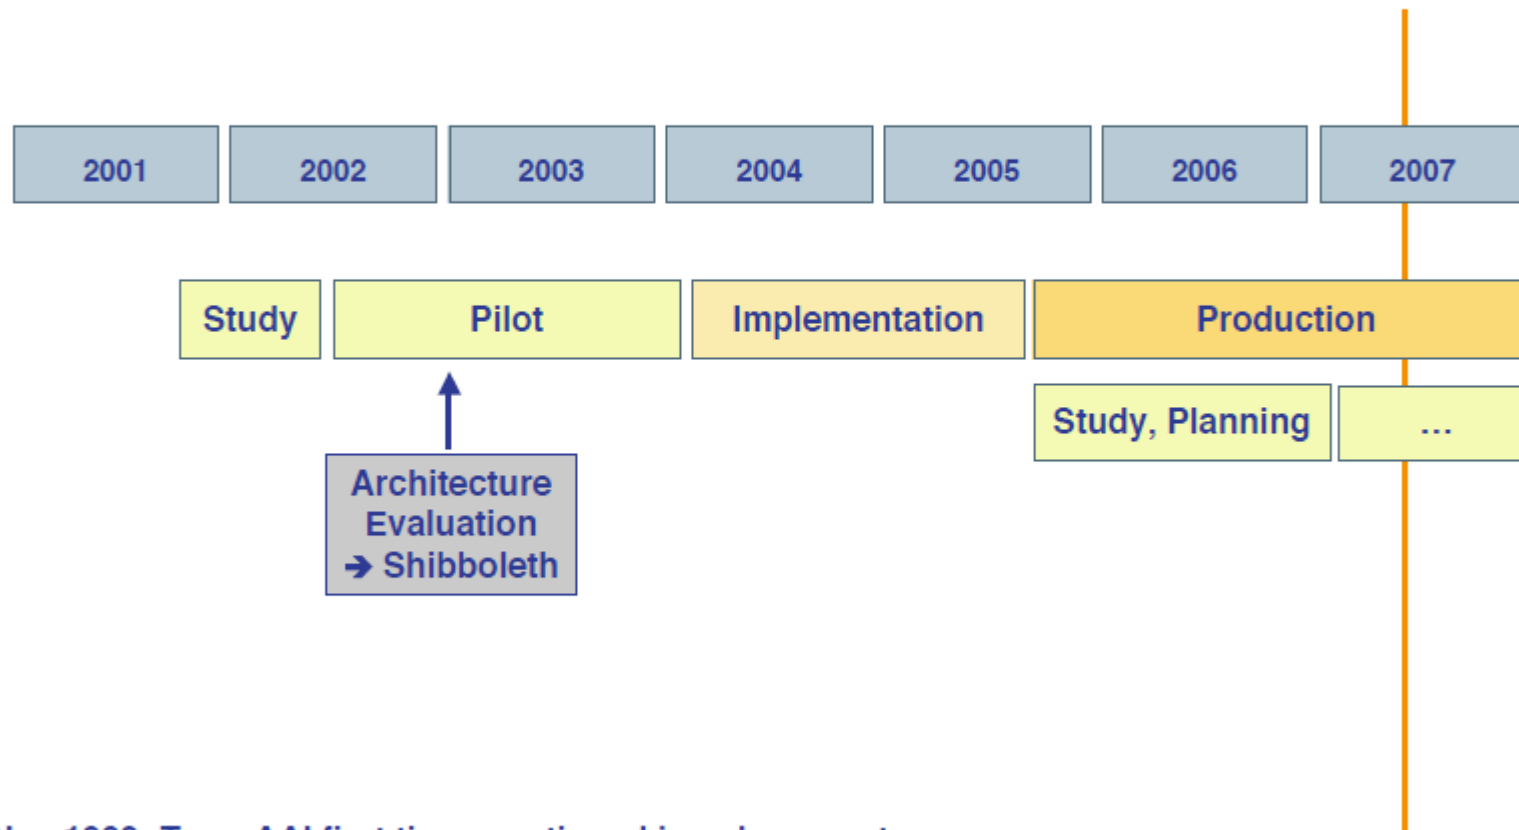 2001 2002 2003 2004 2005 2006 2007
Study Pilot Implementation Production
Study, Planning ...
Architecture
Evaluation
➔ Shibboleth